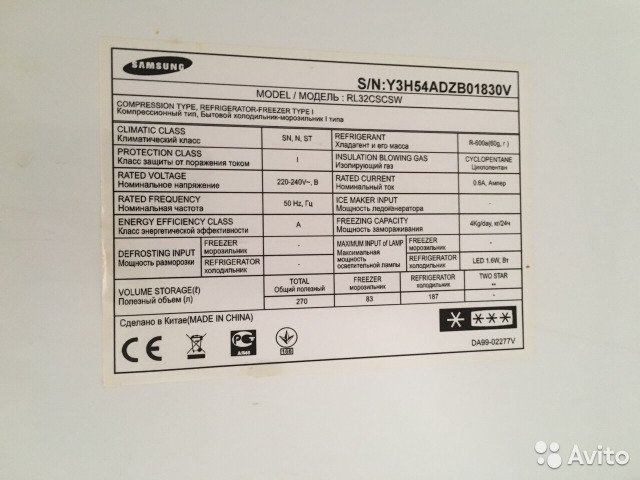 SAMSUNG
S/N:Y3H54ADZB01830V
MODEL / МОДЕЛЬ : RL32CSCSW
COMPRESSION TYPE, REFRIGERATOR-FREEZER TYPE I
Компрессорный тип, Бытовой холодильник-морозильник I типа
CLIMATIC CLASS
Климатический класс
SN, N, ST
REFRIGERANT
Хладагент и его масса
R-600a(60g, г )
PROTECTION CLASS
Класс защиты от поражения током
I
INSULATION BLOWING GAS
Изолирующий газ
CYCLOPENTANE
Циклопентан
RATED VOLTAGE
Номинальное напряжение
220-240V~, В
RATED CURRENT
Номинальный ток
0.6A, Ампер
RATED FREQUENCY
Номинальная частота
50 Hz, Гц
ICE MAKER INPUT
Мощность ледогенератора
-
ENERGY EFFICIENCY CLASS
Класс энергетической эффективности
A
FREEZING CAPACITY
Мощность замораживания
4Kg/day, кг/24ч
DEFROSTING INPUT
Мощность разморозки
FREEZER
морозильник
-
REFRIGERATOR
холодильник
-
MAXIMUM INPUT of LAMP
Максимальная
мощность
осветительной лампы
FREEZER
морозильник
-
REFRIGERATOR
холодильник
LED 1.6W, Вт
VOLUME STORAGE(ℓ)
Полезный объем (л)
TOTAL
Общий полезный
270
FREEZER
морозильник
83
REFRIGERATOR
холодильник
187
TWO STAR
**
-
Сделано в Китае(MADE IN CHINA)
CE
РС
АЯ46
108
DA99-02277V
Avito